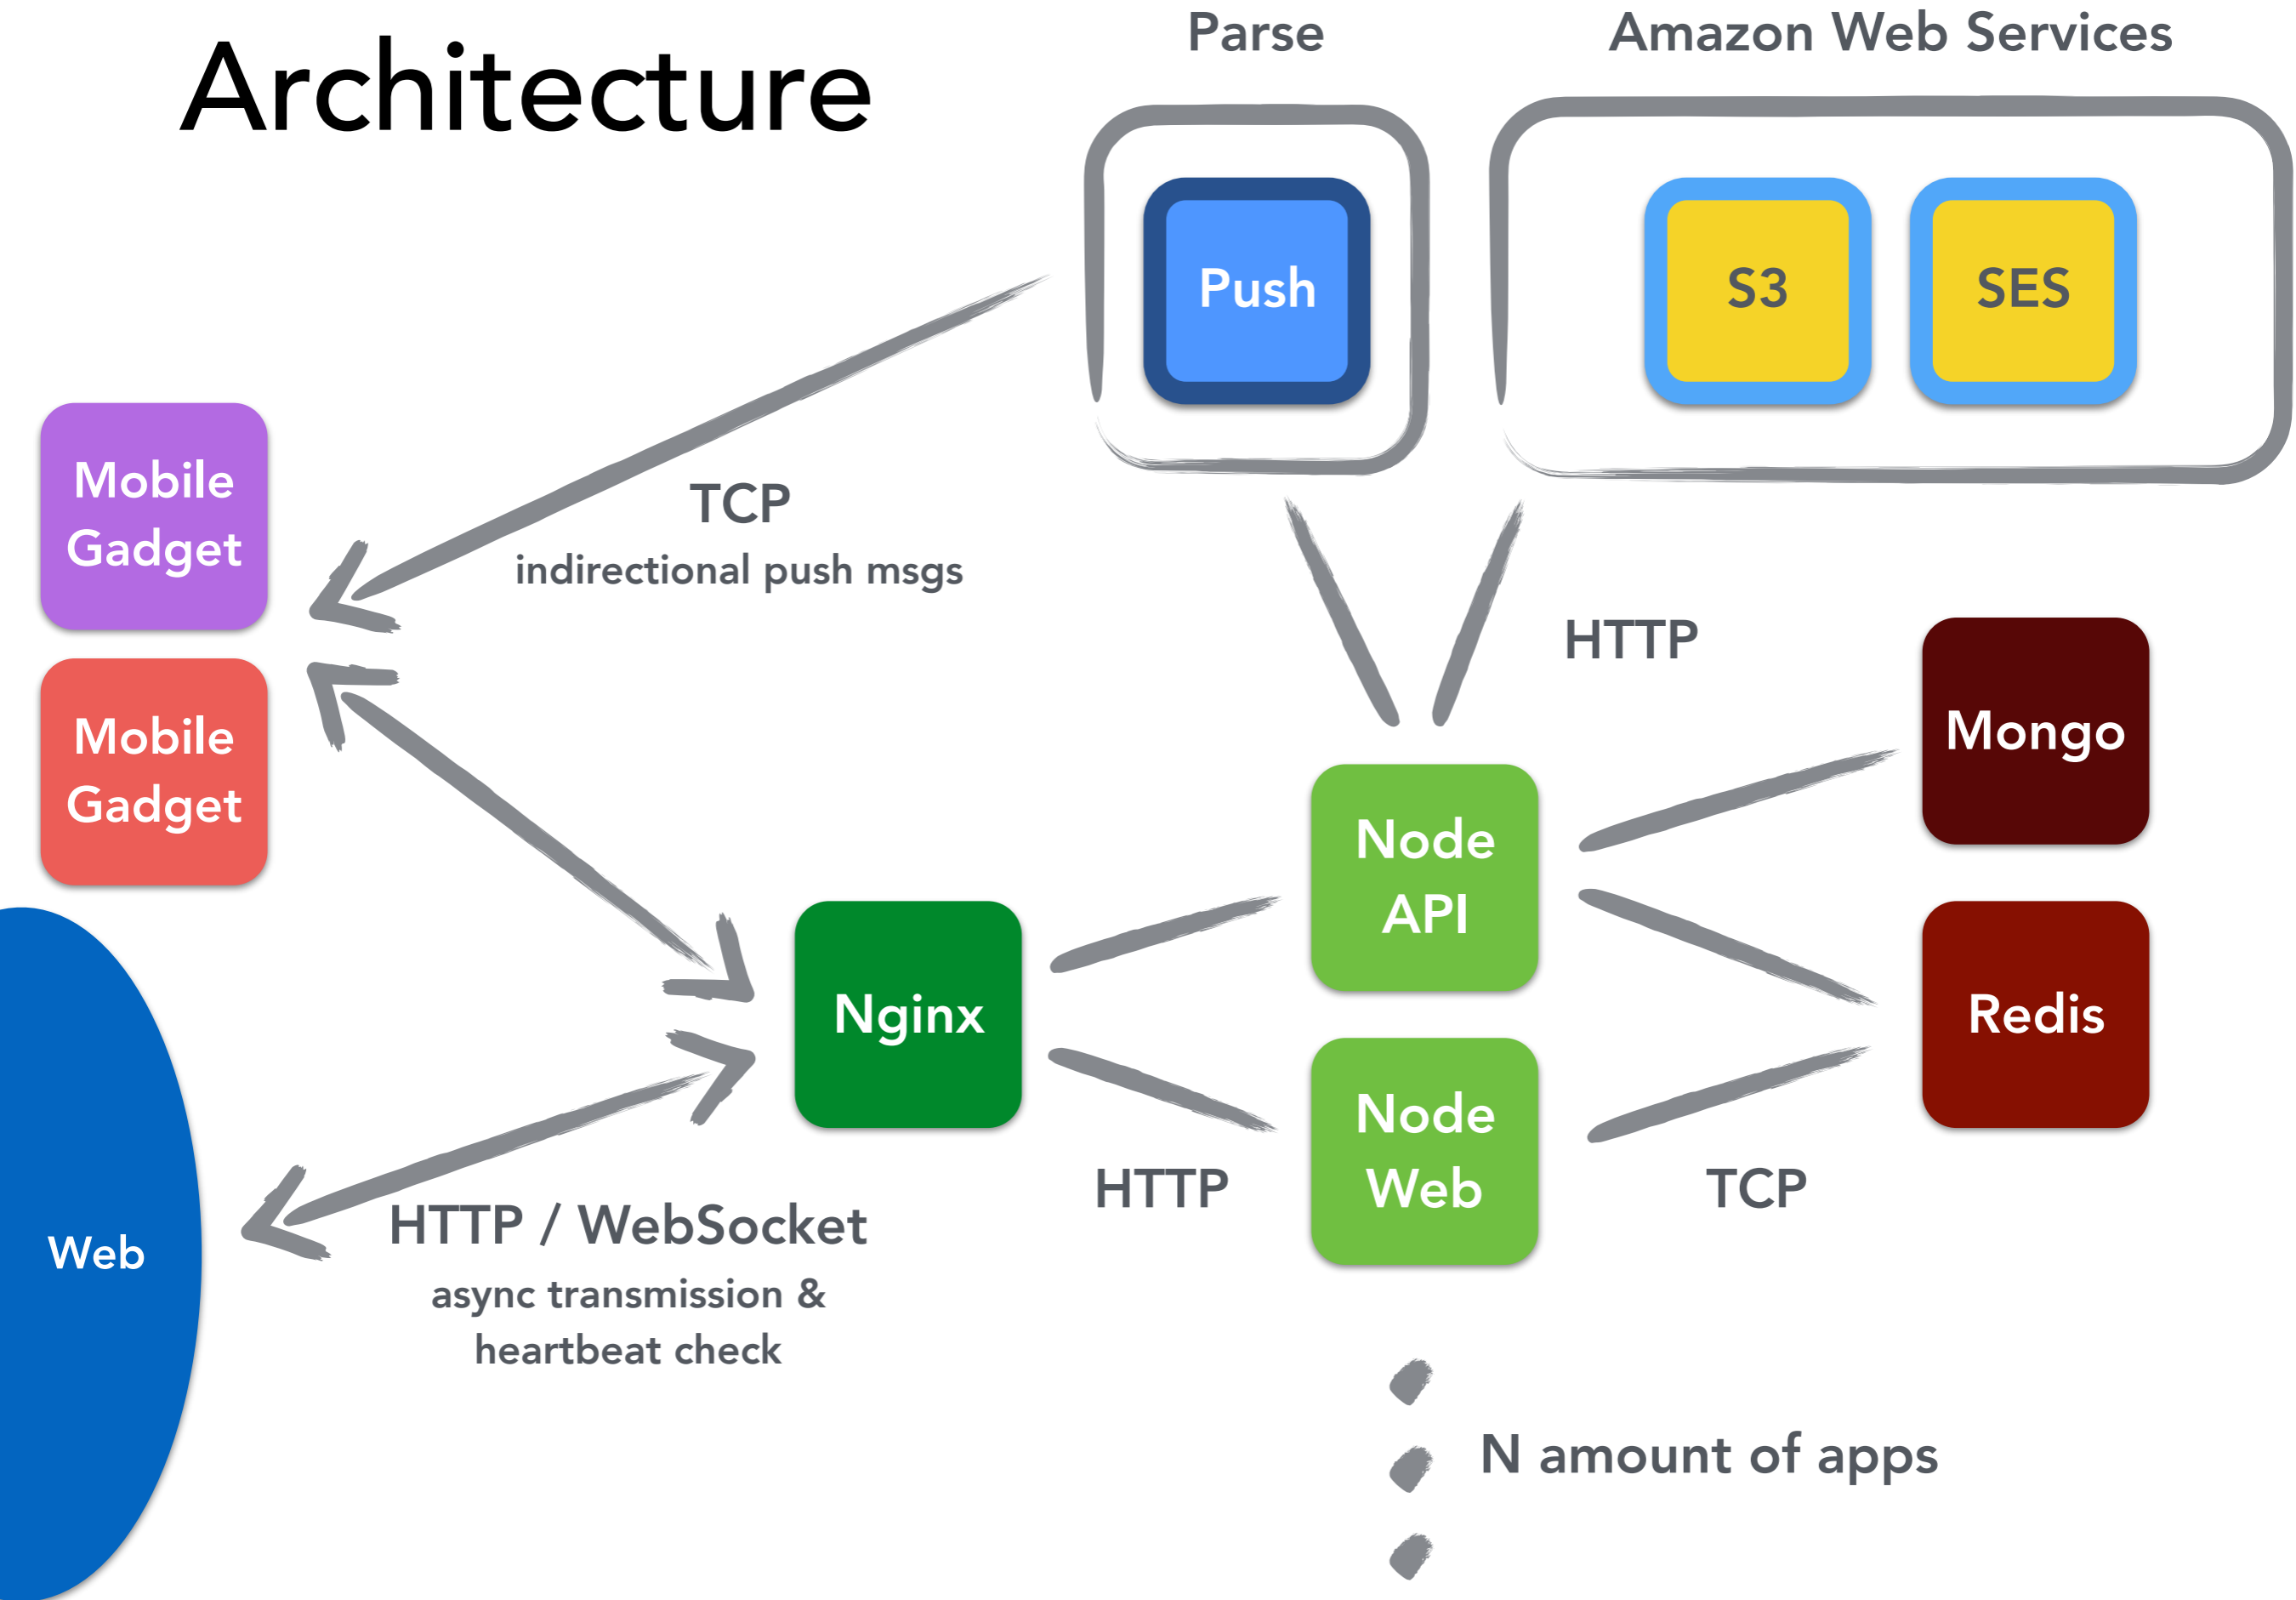 Architecture
Parse
Amazon Web Services
Push
S3
SES
Mobile
Gadget
TCP
indirectional push msgs
HTTP
Mobile
Gadget
Mongo
Node
API
Nginx
Redis
Node
Web
HTTP
TCP
Web
HTTP / WebSocket
async transmission &
heartbeat check
N amount of apps